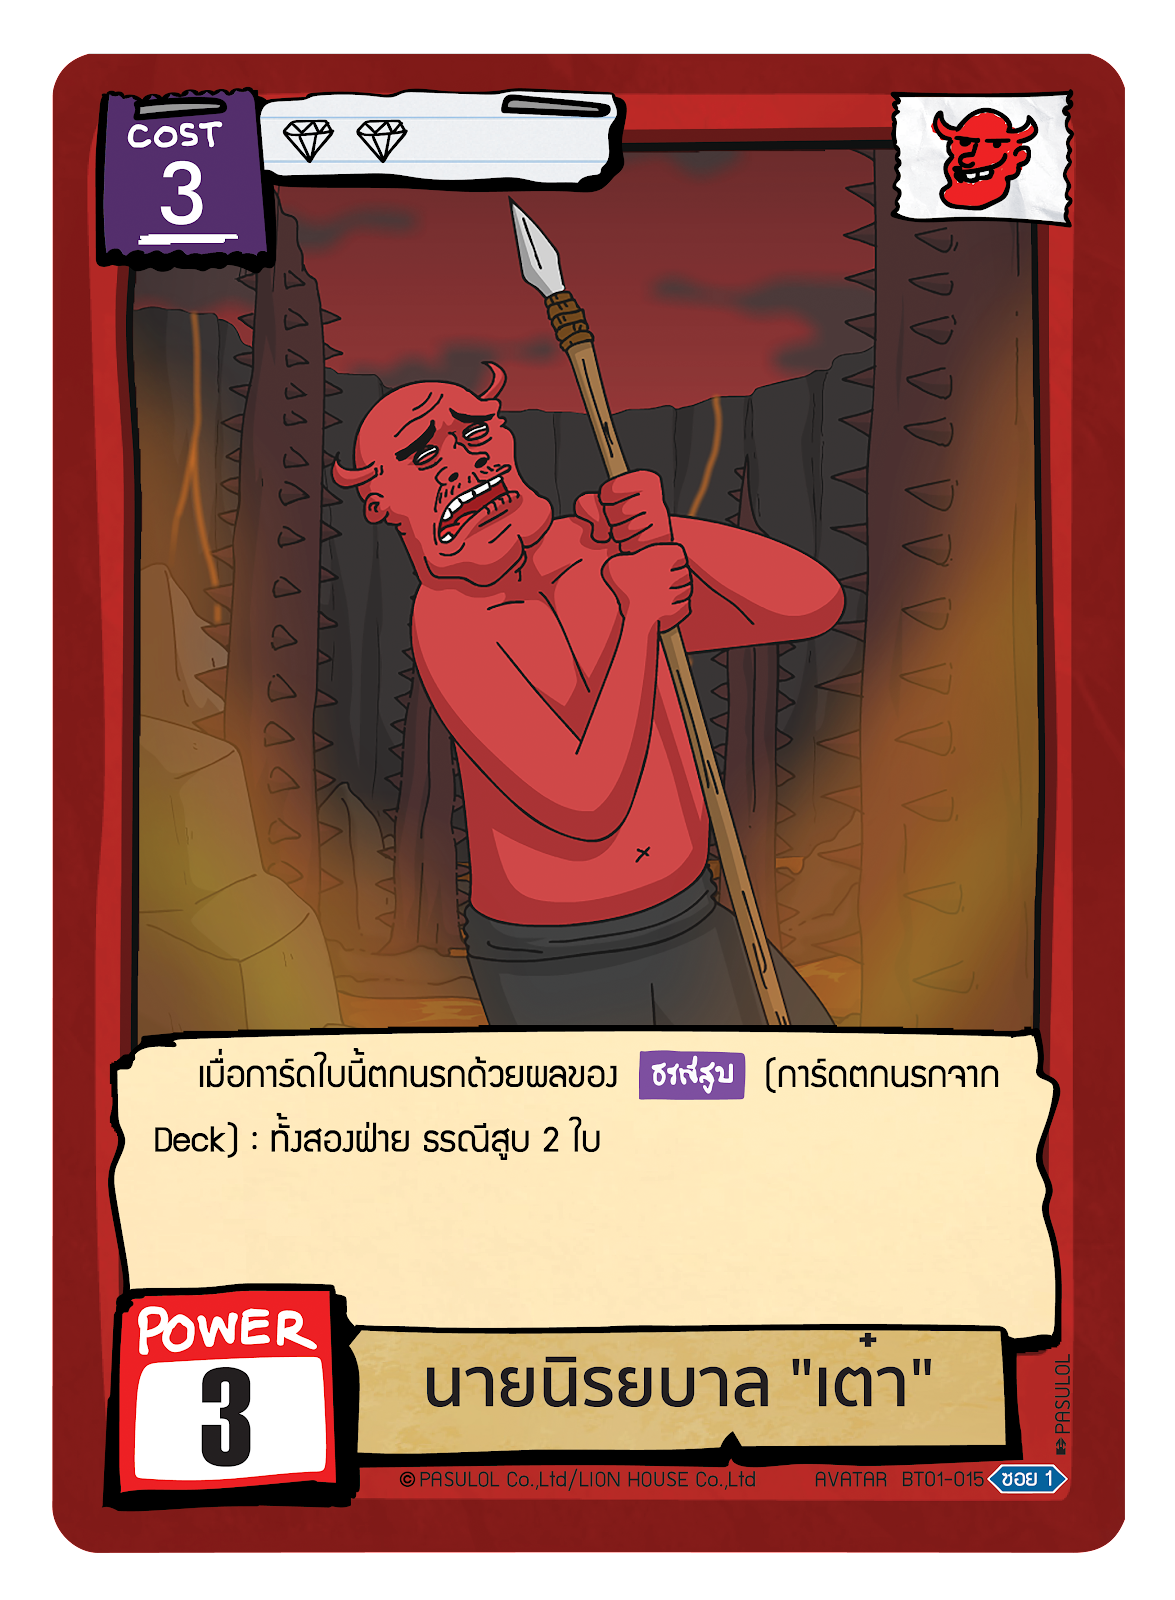 COST
3
เมื่อการ์ดใบนี้ตกนรกด้วยผลของ ธรณีสูบ (การ์ดตกนรกจาก
Deck) : ทั้งสองฝ่าย ธรณีสูบ 2 ใบ
POWER
3
นายนิรยบาล "เต๋า"
PASULOL
© PASULOL Co.,Ltd/LION HOUSE Co.,Ltd AVATAR BT01-015 ซอย 1